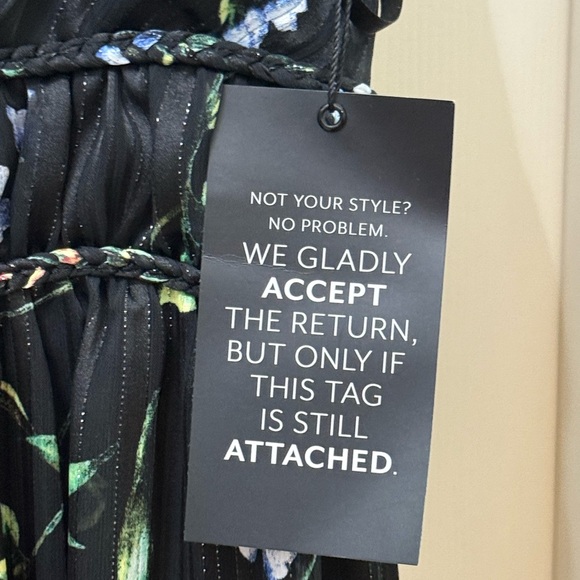 NOT YOUR STYLE?
NO PROBLEM.
WE GLADLY
ACCEPT
THE RETURN,
BUT ONLY IF
THIS TAG
IS STILL
ATTACHED.